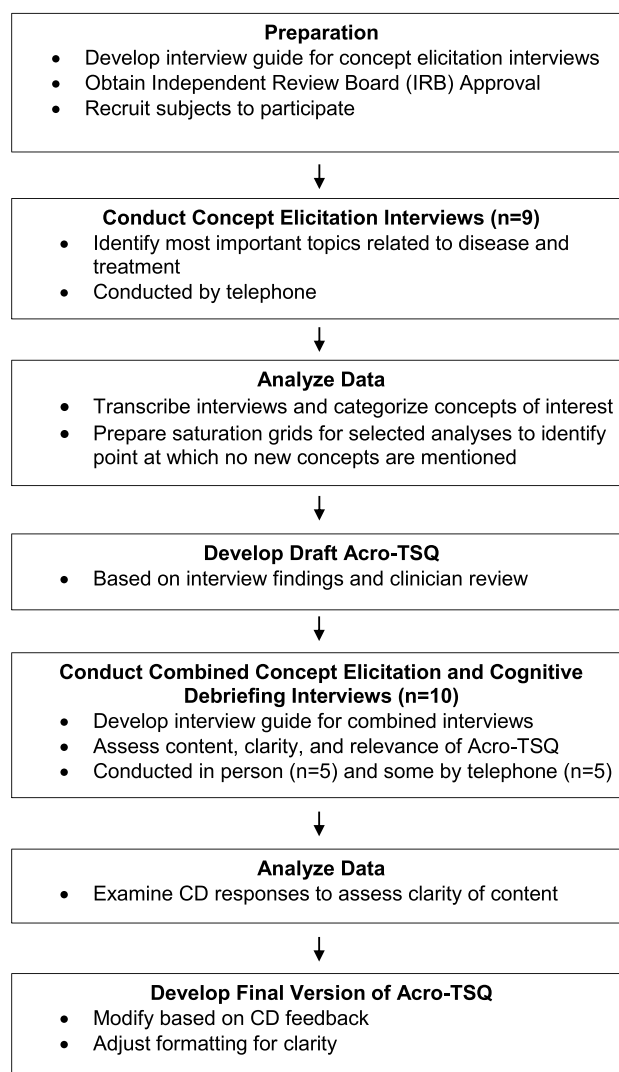 Preparation
• Develop interview guide for concept elicitation interviews
• Obtain Independent Review Board (IRB) Approval
• Recruit subjects to participate
Conduct Concept Elicitation Interviews (n=9)
• Identify most important topics related to disease and
treatment
• Conducted by telephone
Analyze Data
• Transcribe interviews and categorize concepts of interest
• Prepare saturation grids for selected analyses to identify
point at which no new concepts are mentioned
Develop Draft Acro-TSQ
• Based on interview findings and clinician review
Conduct Combined Concept Elicitation and Cognitive
Debriefing Interviews (n=10)
• Develop interview guide for combined interviews
• Assess content, clarity, and relevance of Acro-TSQ
• Conducted in person (n=5) and some by telephone (n=5)
Analyze Data
• Examine CD responses to assess clarity of content
Develop Final Version of Acro-TSQ
• Modify based on CD feedback
• Adjust formatting for clarity